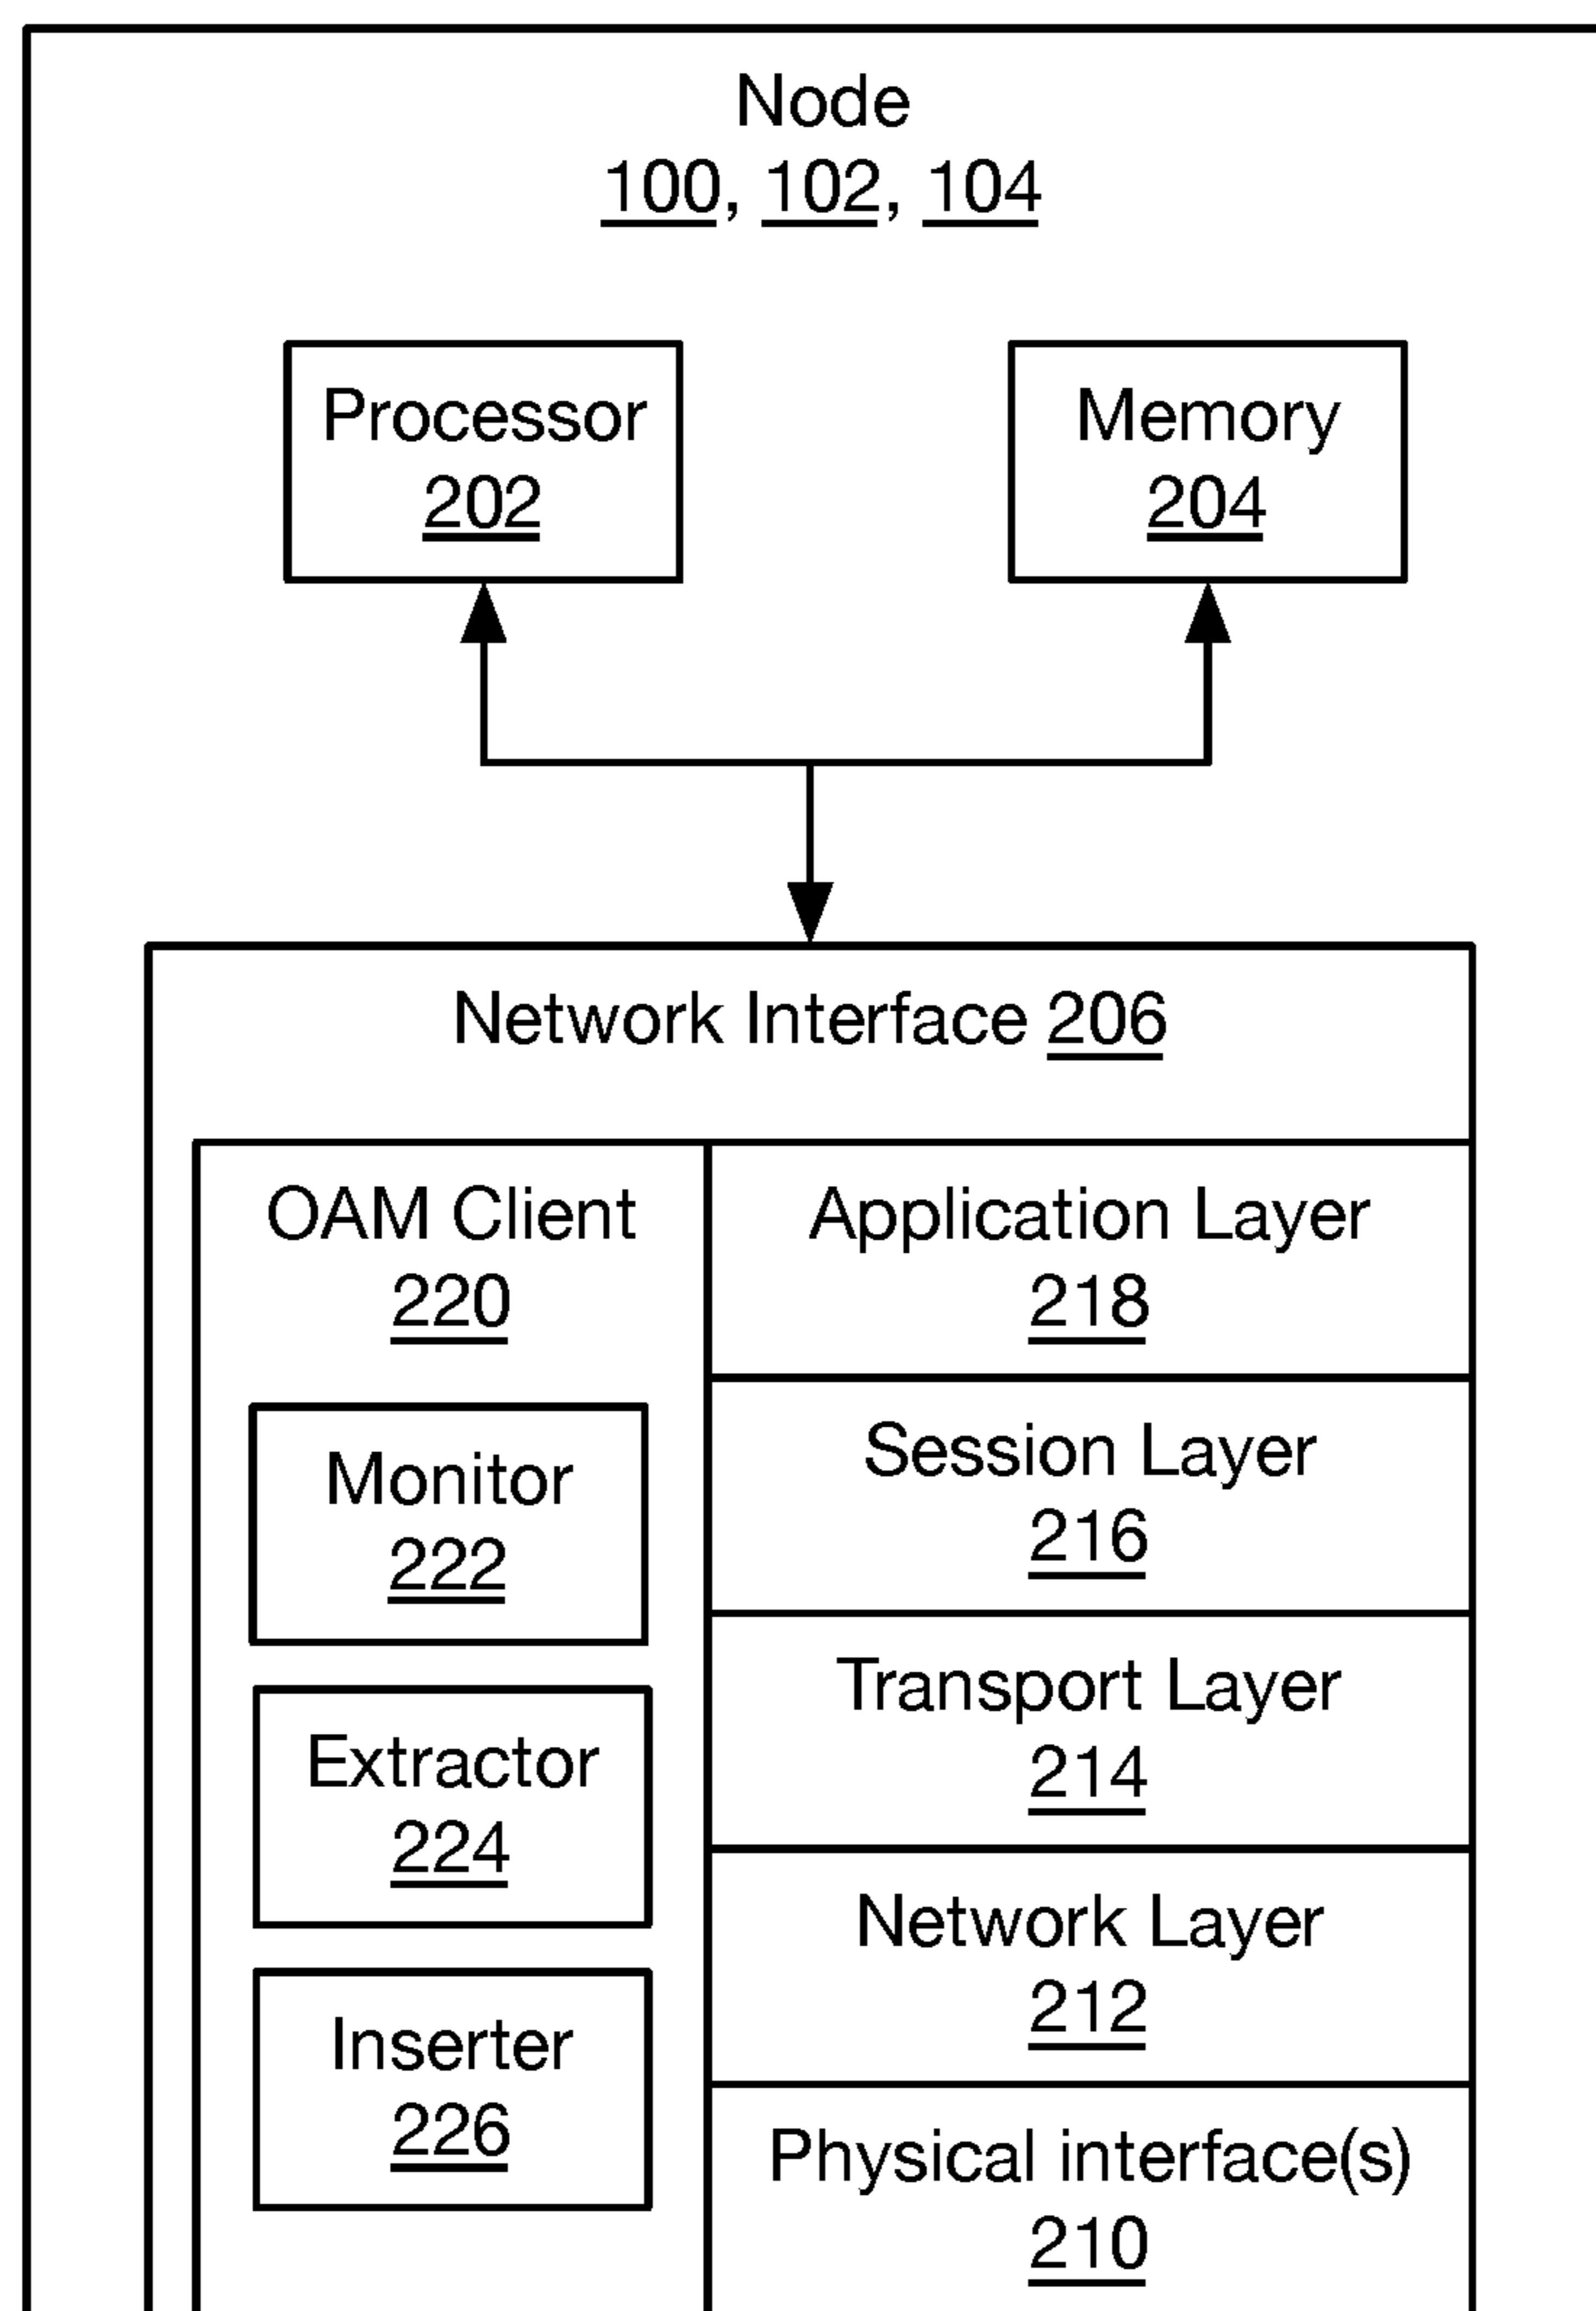 Node
100, 102, 104
Processor
202
Memory
204
Network Interface 206
OAM Client
220
Monitor
222
Extractor
224
Inserter
226
Application Layer
218
Session Layer
216
Transport Layer
214
Network Layer
212
Physical interface(s)
210